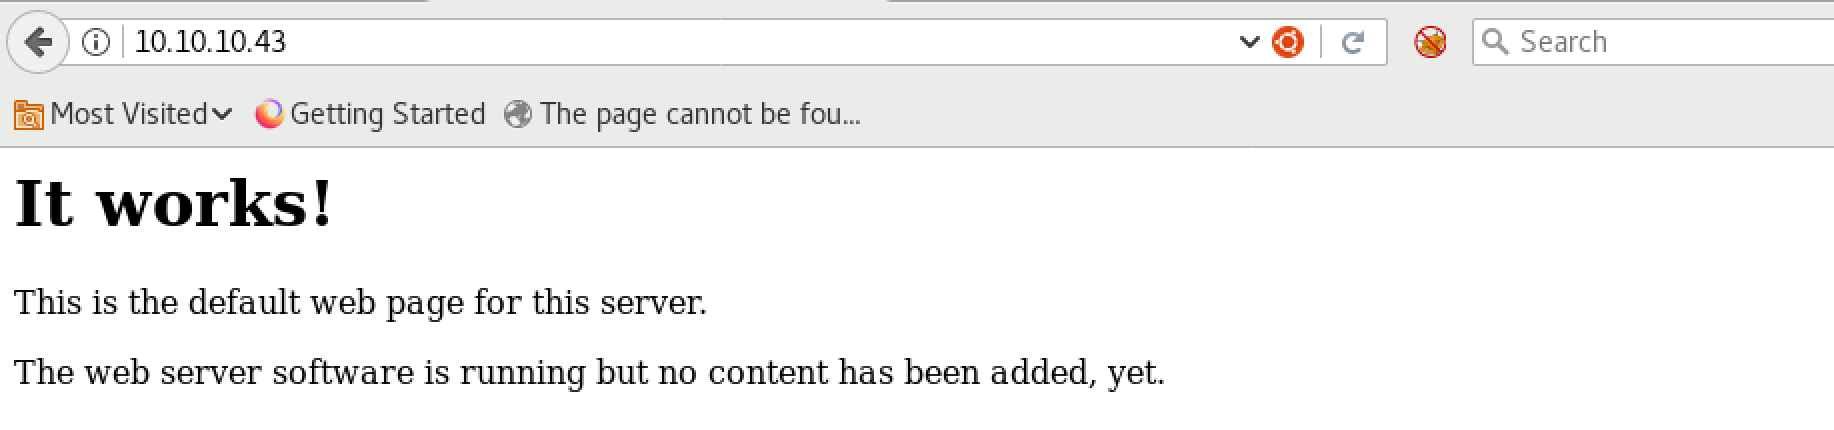 10.10.10.43
Search
Most Visited Getting Started The page cannot be fou...
It works!
This is the default web page for this server.
The web server software is running but no content has been added, yet.